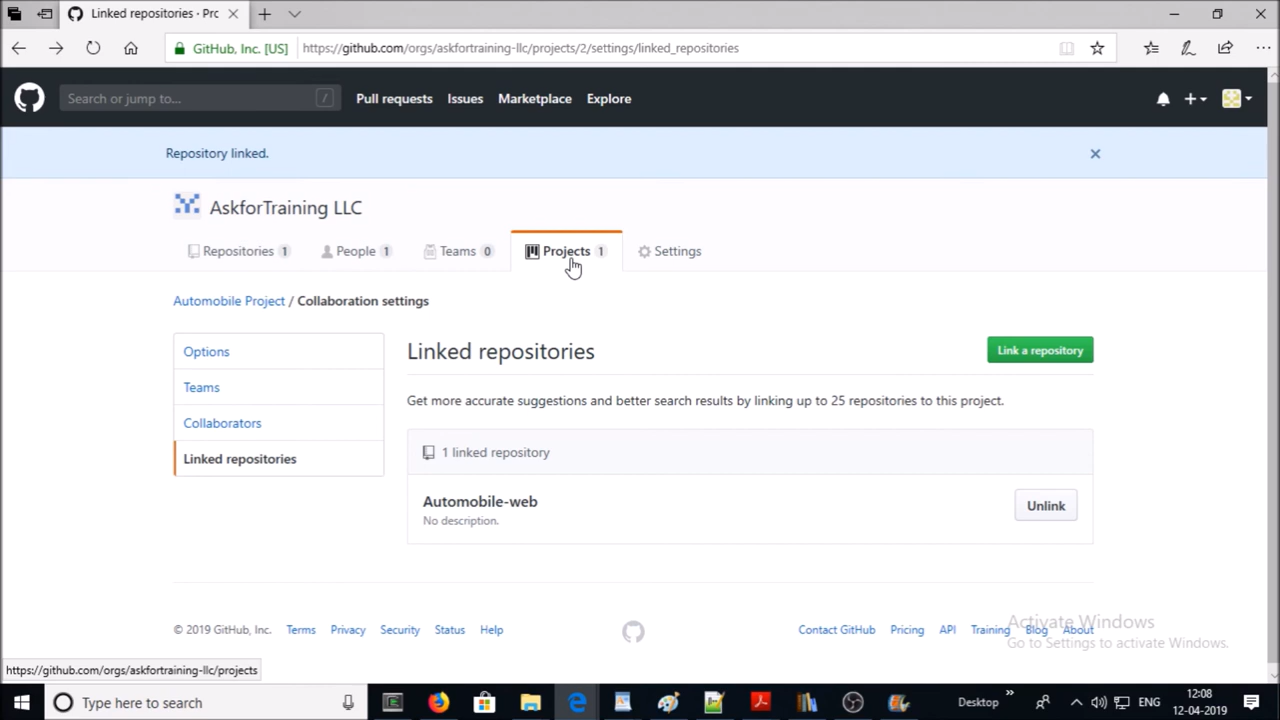 Linked repositories · Prc
GitHub, Inc. [US]
https://github.com/orgs/askfortraining-llc/projects/2/settings/linked_repositories
Search or jump to...
/
Pull requests
Issues
Marketplace
Explore
Repository linked.
AskforTraining LLC
Repositories 1
People 1
Teams 0
Projects 1
Settings
Automobile Project / Collaboration settings
Options
Teams
Collaborators
Linked repositories
Linked repositories
Link a repository
Get more accurate suggestions and better search results by linking up to 25 repositories to this project.
1 linked repository
Automobile-web
No description.
Unlink
© 2019 GitHub, Inc.
Terms
Privacy
Security
Status
Help
Contact GitHub
Pricing
API
Training
Blog
About
Activate Windows
Go to Settings to activate Windows.
https://github.com/orgs/askfortraining-llc/projects
Type here to search
Desktop
ENG
12:08
12-04-2019